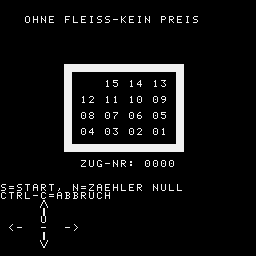 OHNE FLEISS-KEIN PREIS
15 14 13
12 11 10 09
08 07 06 05
04 03 02 01
ZUG-NR: 0000
S=START, N=ZAEHLER NULL
CTRL-C=ABBRUCH
U
<- - ->